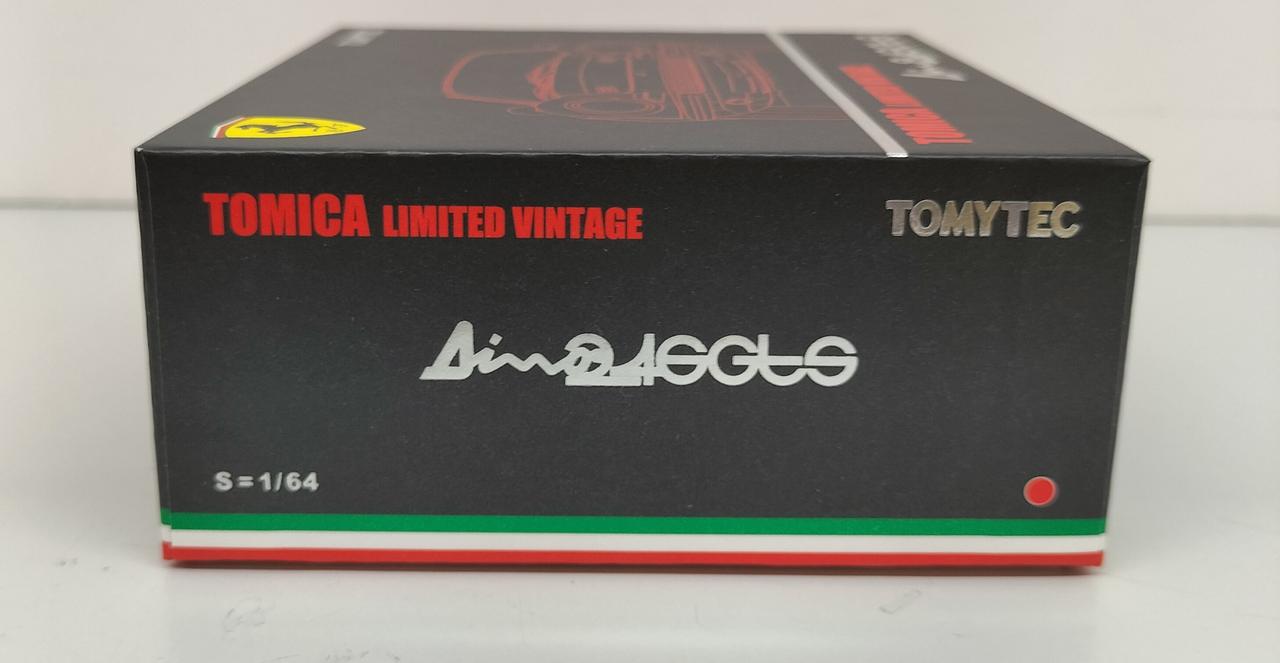 TOMICA LIMITED VINTAGE
TOMYTEC
Dino 246GTS
S=1/64